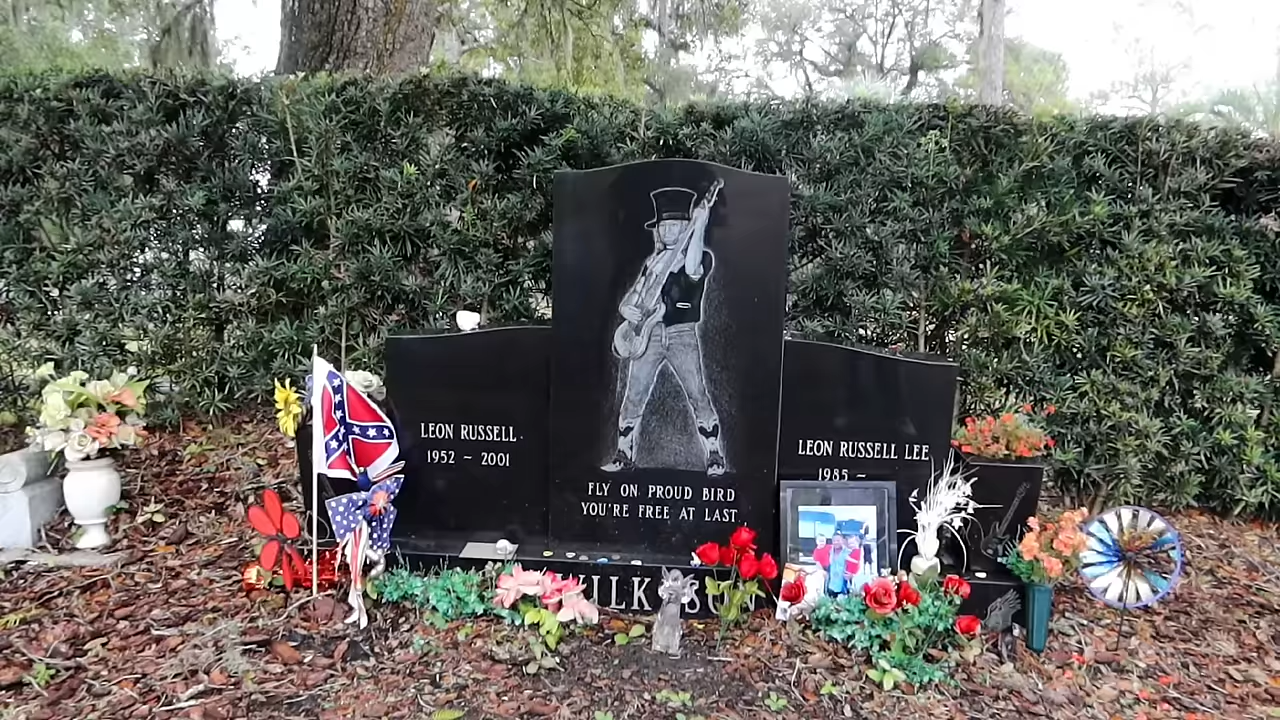 LEON RUSSELL
1952 ~ 2001
FLY ON PROUD BIRD
YOU'RE FREE AT LAST
LEON RUSSELL LEE
1985 ~